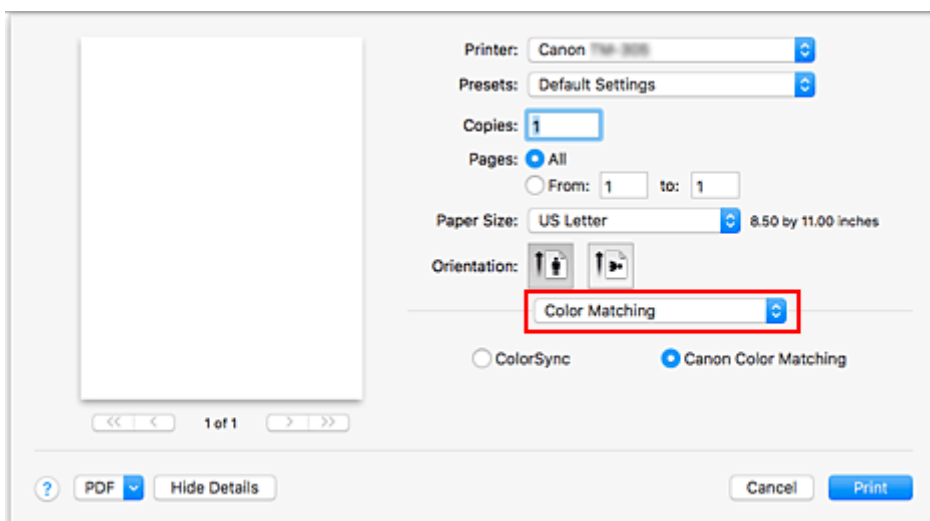 Printer: Canon
Presets: Default Settings
Copies: 1
Pages: All
From: 1 to: 1
Paper Size: US Letter 8.50 by 11.00 inches
Orientation:
Color Matching
ColorSync Canon Color Matching
<< < 1 of 1 > >>
? PDF Hide Details Cancel Print